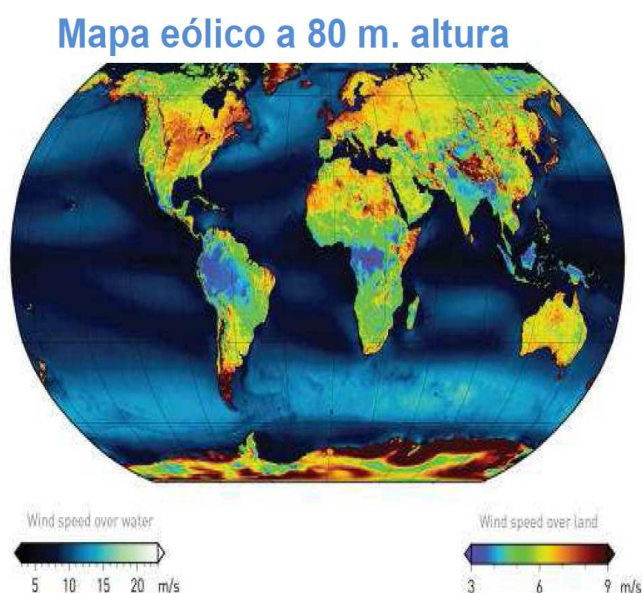 Mapa eólico a 80 m. altura
Wind speed over water
5 10 15 20 m/s
Wind speed over land
3 6 9 m/s